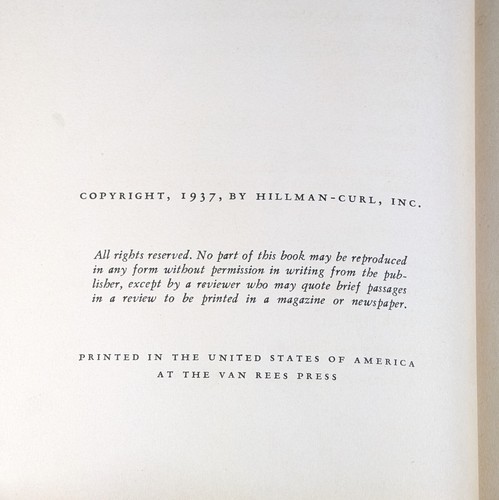 COPYRIGHT, 1937, BY HILLMAN-CURL, INC.
All rights reserved. No part of this book may be reproduced
in any form without permission in writing from the pub-
lisher, except by a reviewer who may quote brief passages
in a review to be printed in a magazine or newspaper.
PRINTED IN THE UNITED STATES OF AMERICA
AT THE VAN REES PRESS